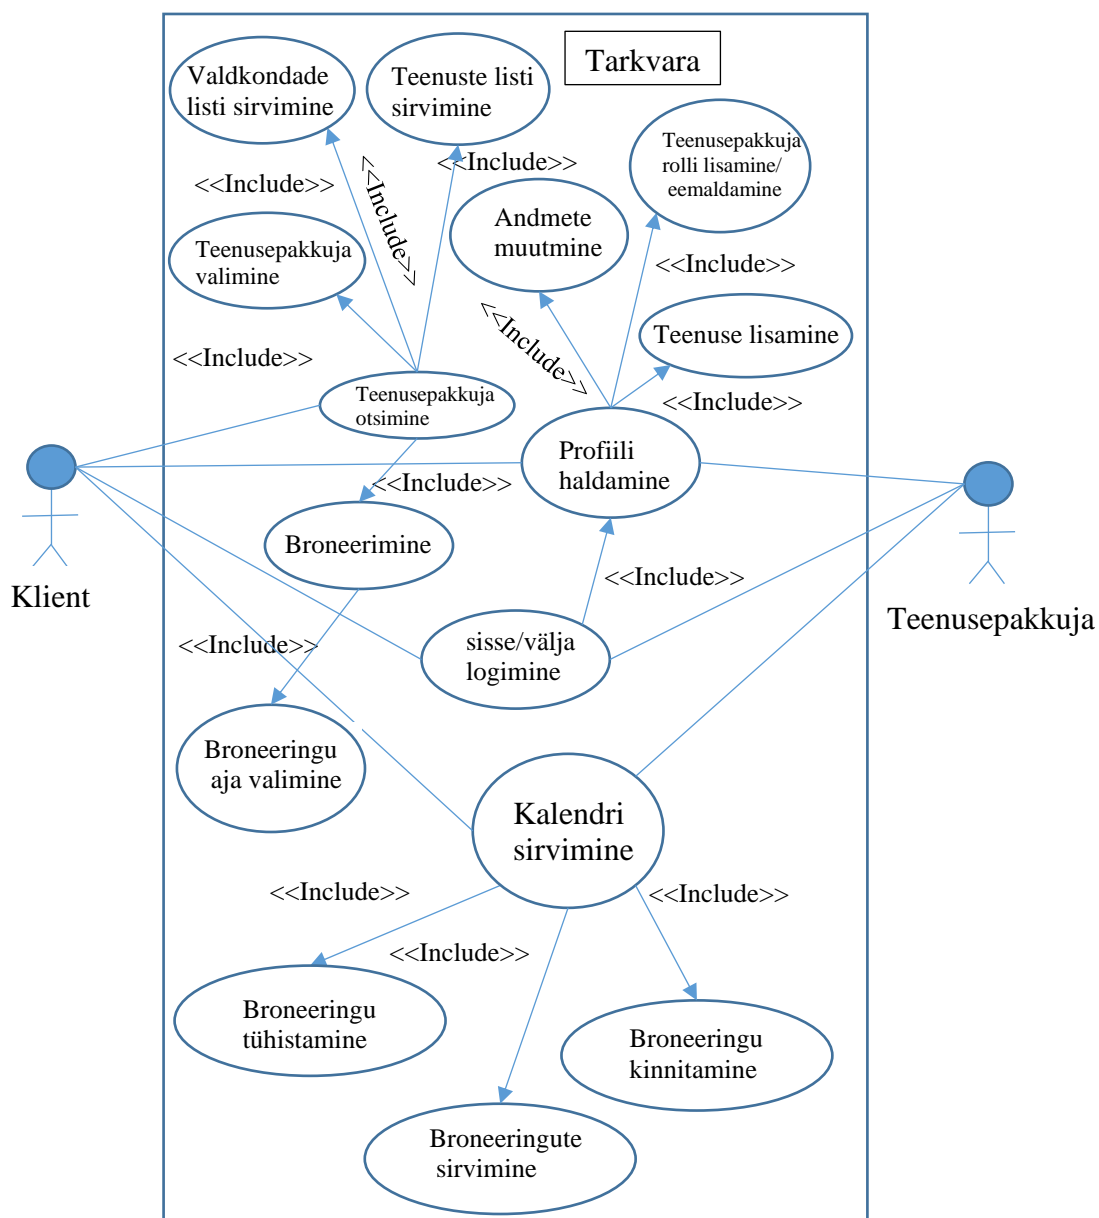 Tarkvara
Valdkondade
listi sirvimine
Teenuste listi
sirvimine
Teenusepakkuja
rolli lisamine/
eemaldamine
<<Include>>
<<Include>>
<<Include>>
Andmete
muutmine
Teenusepakkuja
valimine
<<Include>>
<<Include>>
Teenuse lisamine
<<Include>>
<<Include>>
Teenusepakkuja
otsimine
Profiili
haldamine
<<Include>>
Broneerimine
Klient
<<Include>>
Teenusepakkuja
<<Include>>
sisse/välja
logimine
Broneeringu
aja valimine
Kalendri
sirvimine
<<Include>>
<<Include>>
<<Include>>
Broneeringu
tühistamine
Broneeringu
kinnitamine
Broneeringute
sirvimine